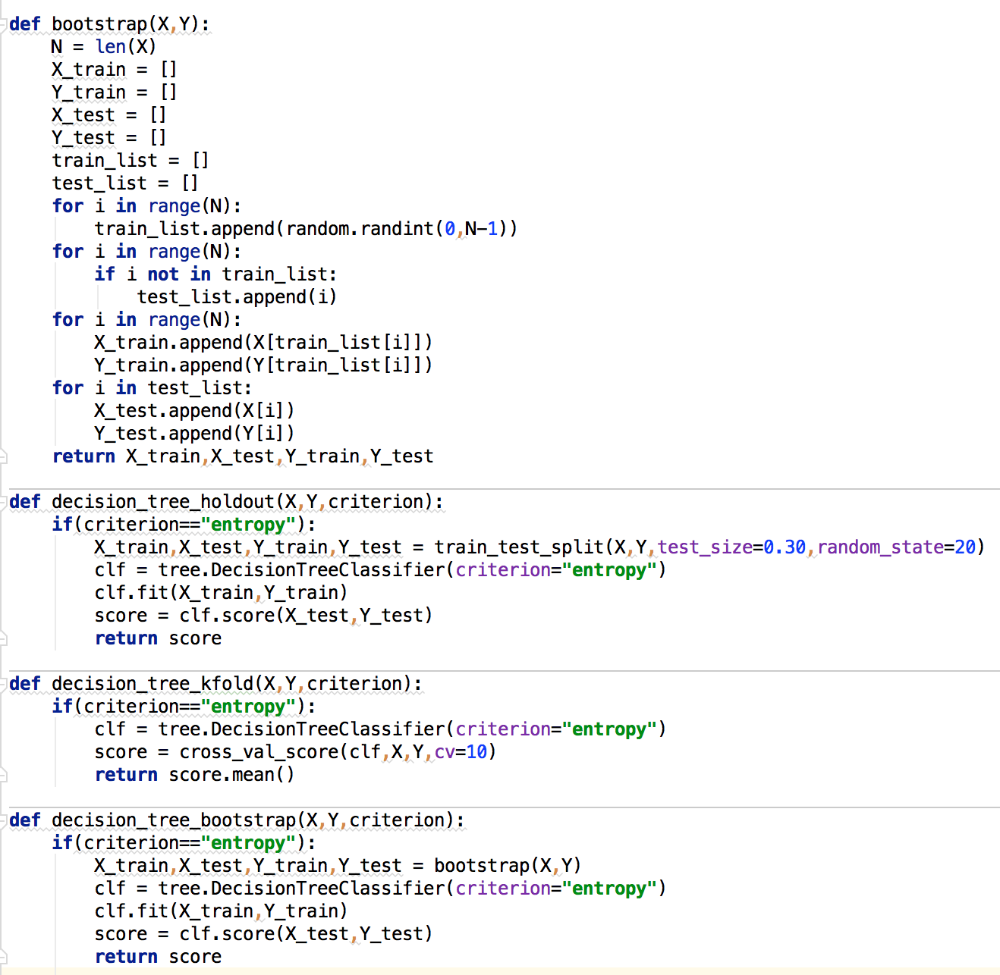 def bootstrap(X,Y):
    N = len(X)
    X_train = []
    Y_train = []
    X_test = []
    Y_test = []
    train_list = []
    test_list = []
    for i in range(N):
        train_list.append(random.randint(0,N-1))
    for i in range(N):
        if i not in train_list:
            test_list.append(i)
    for i in range(N):
        X_train.append(X[train_list[i]])
        Y_train.append(Y[train_list[i]])
    for i in test_list:
        X_test.append(X[i])
        Y_test.append(Y[i])
    return X_train,X_test,Y_train,Y_test
def decision_tree_holdout(X,Y,criterion):
    if(criterion=="entropy"):
        X_train,X_test,Y_train,Y_test = train_test_split(X,Y,test_size=0.30,random_state=20)
        clf = tree.DecisionTreeClassifier(criterion="entropy")
        clf.fit(X_train,Y_train)
        score = clf.score(X_test,Y_test)
        return score
def decision_tree_kfold(X,Y,criterion):
    if(criterion=="entropy"):
        clf = tree.DecisionTreeClassifier(criterion="entropy")
        score = cross_val_score(clf,X,Y,cv=10)
        return score.mean()
def decision_tree_bootstrap(X,Y,criterion):
    if(criterion=="entropy"):
        X_train,X_test,Y_train,Y_test = bootstrap(X,Y)
        clf = tree.DecisionTreeClassifier(criterion="entropy")
        clf.fit(X_train,Y_train)
        score = clf.score(X_test,Y_test)
        return score